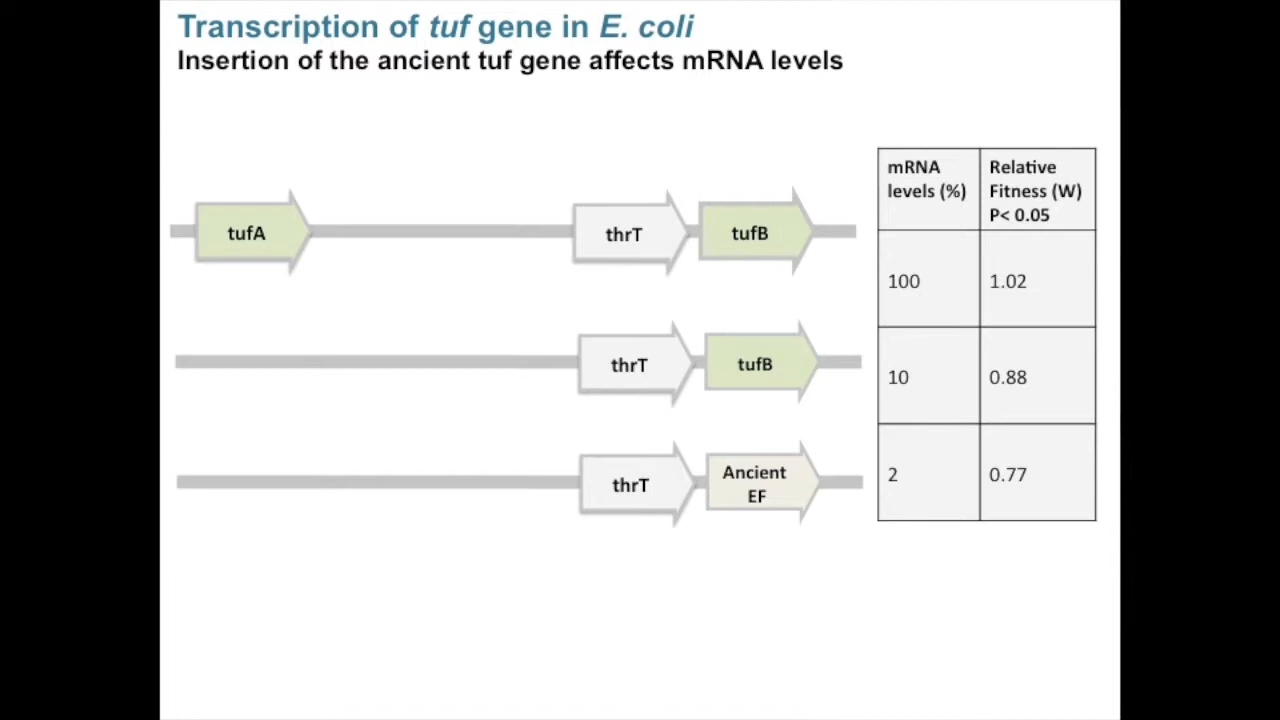 Transcription of tuf gene in E. coli
Insertion of the ancient tuf gene affects mRNA levels
mRNA levels (%)
Relative Fitness (W) P< 0.05
tufA
thrT
tufB
100
1.02
thrT
tufB
10
0.88
thrT
Ancient
EF
2
0.77